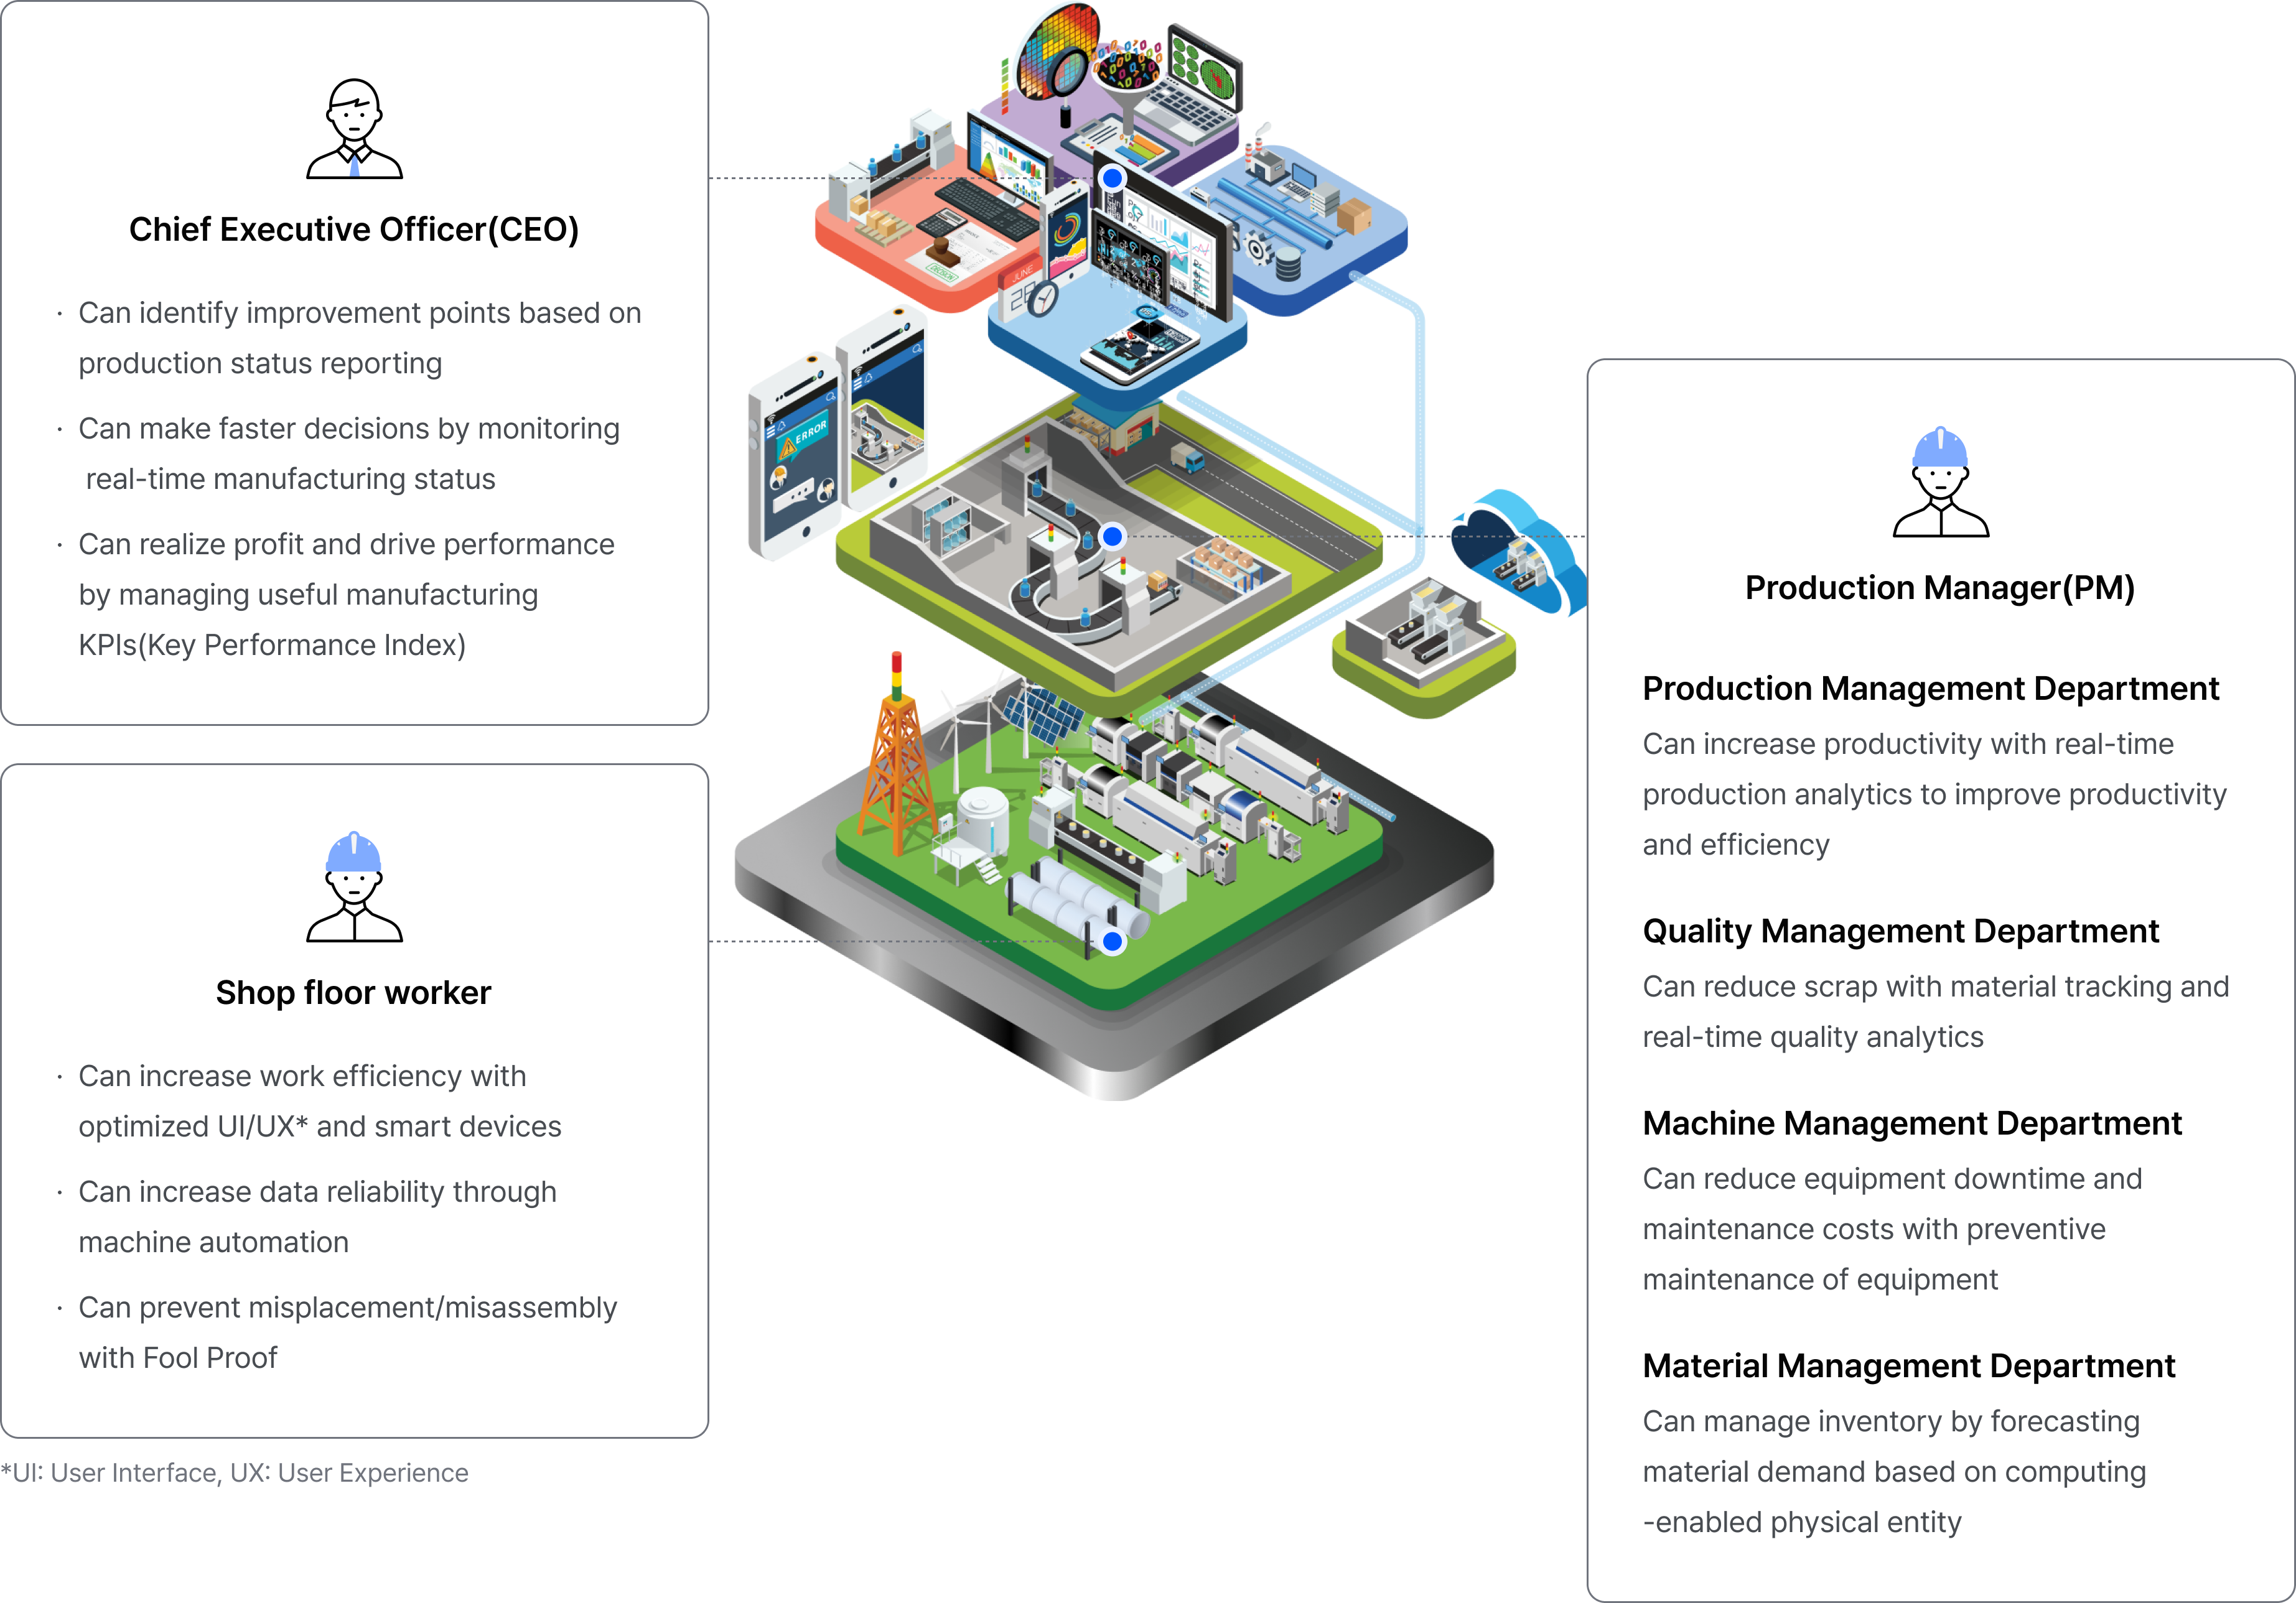 Chief Executive Officer(CEO)
· Can identify improvement points based on
production status reporting
· Can make faster decisions by monitoring
real-time manufacturing status
· Can realize profit and drive performance
by managing useful manufacturing
KPIs(Key Performance Index)
Shop floor worker
· Can increase work efficiency with
optimized UI/UX* and smart devices
· Can increase data reliability through
machine automation
· Can prevent misplacement/misassembly
with Fool Proof
*UI: User Interface, UX: User Experience
JUNE
28
ERROR
Production Manager(PM)
Production Management Department
Can increase productivity with real-time
production analytics to improve productivity
and efficiency
Quality Management Department
Can reduce scrap with material tracking and
real-time quality analytics
Machine Management Department
Can reduce equipment downtime and
maintenance costs with preventive
maintenance of equipment
Material Management Department
Can manage inventory by forecasting
material demand based on computing
-enabled physical entity